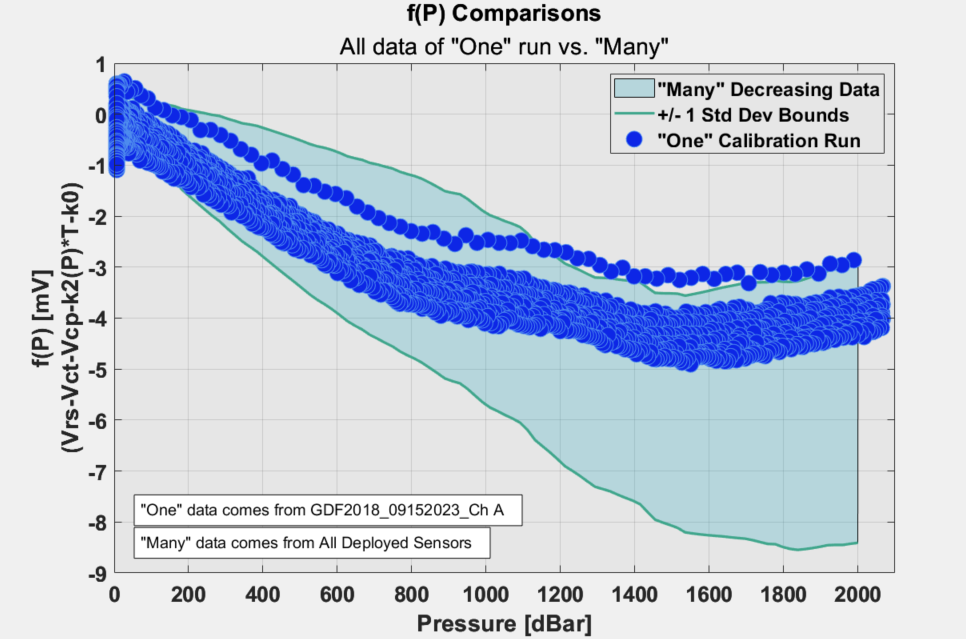 f(P) Comparisons
All data of "One" run vs. "Many"
"Many" Decreasing Data
+/- 1 Std Dev Bounds
"One" Calibration Run
f(P) [mV]
(Vrs-Vct-Vcp-k2(P)*T-k0)
1
0
-1
-2
-3
-4
-5
-6
-7
-8
-9
"One" data comes from GDF2018_09152023_Ch A
"Many" data comes from All Deployed Sensors
0 200 400 600 800 1000 1200 1400 1600 1800 2000
Pressure [dBar]